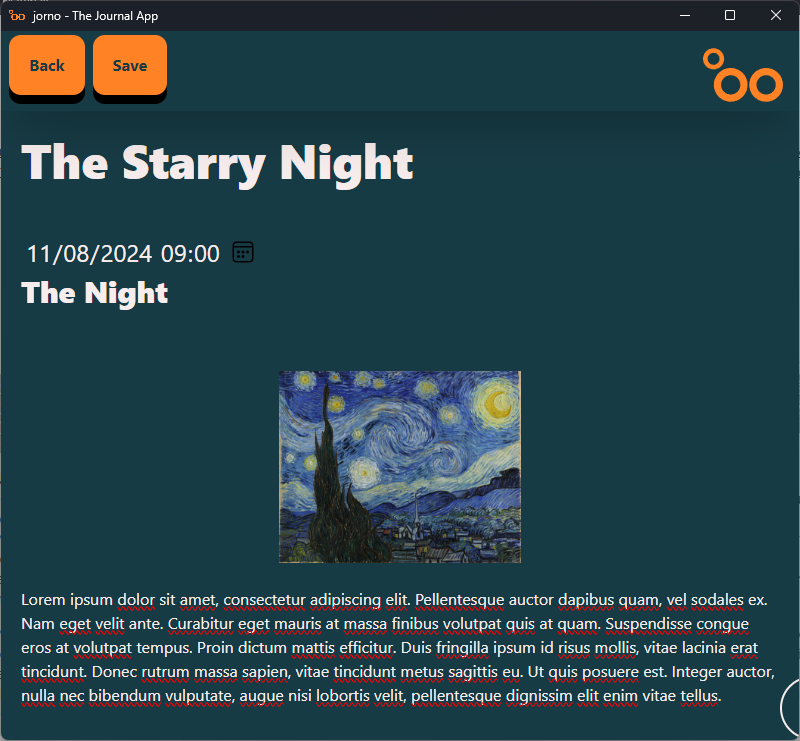 jorno - The Journal App
Back Save
The Starry Night
11/08/2024 09:00
The Night
Lorem ipsum dolor sit amet, consectetur adipiscing elit. Pellentesque auctor dapibus quam, vel sodales ex.
Nam eget velit ante. Curabitur eget mauris at massa finibus volutpat quis at quam. Suspendisse congue
eros at volutpat tempus. Proin dictum mattis efficitur. Duis fringilla ipsum id risus mollis, vitae lacinia erat
tincidunt. Donec rutrum massa sapien, vitae tincidunt metus sagittis eu. Ut quis posuere est. Integer auctor,
nulla nec bibendum vulputate, augue nisi lobortis velit, pellentesque dignissim elit enim vitae tellus.